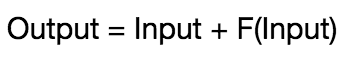 Output = Input + F(Input)